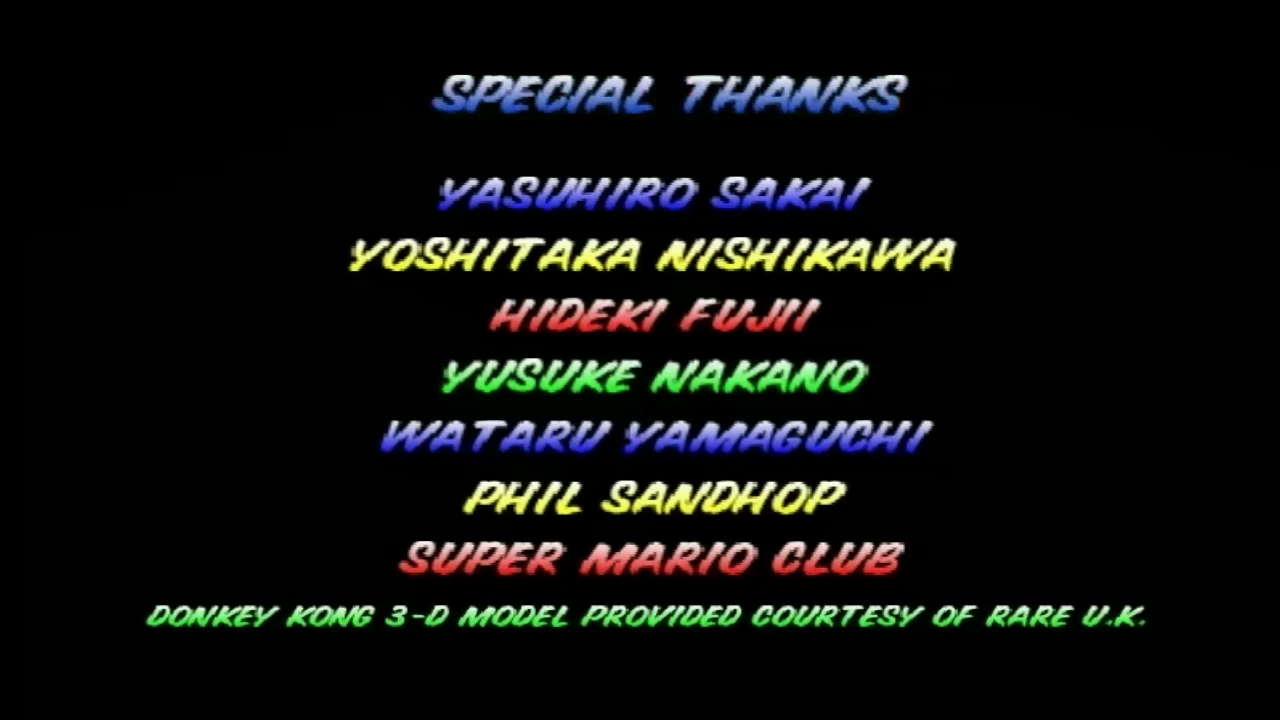 SPECIAL THANKS
YASUHIRO SAKAI
YOSHITAKA NISHIKAWA
HIDEKI FUJII
YUSUKE NAKANO
WATARU YAMAGUCHI
PHIL SANDHOP
SUPER MARIO CLUB
DONKEY KONG 3-D MODEL PROVIDED COURTESY OF RARE U.K.